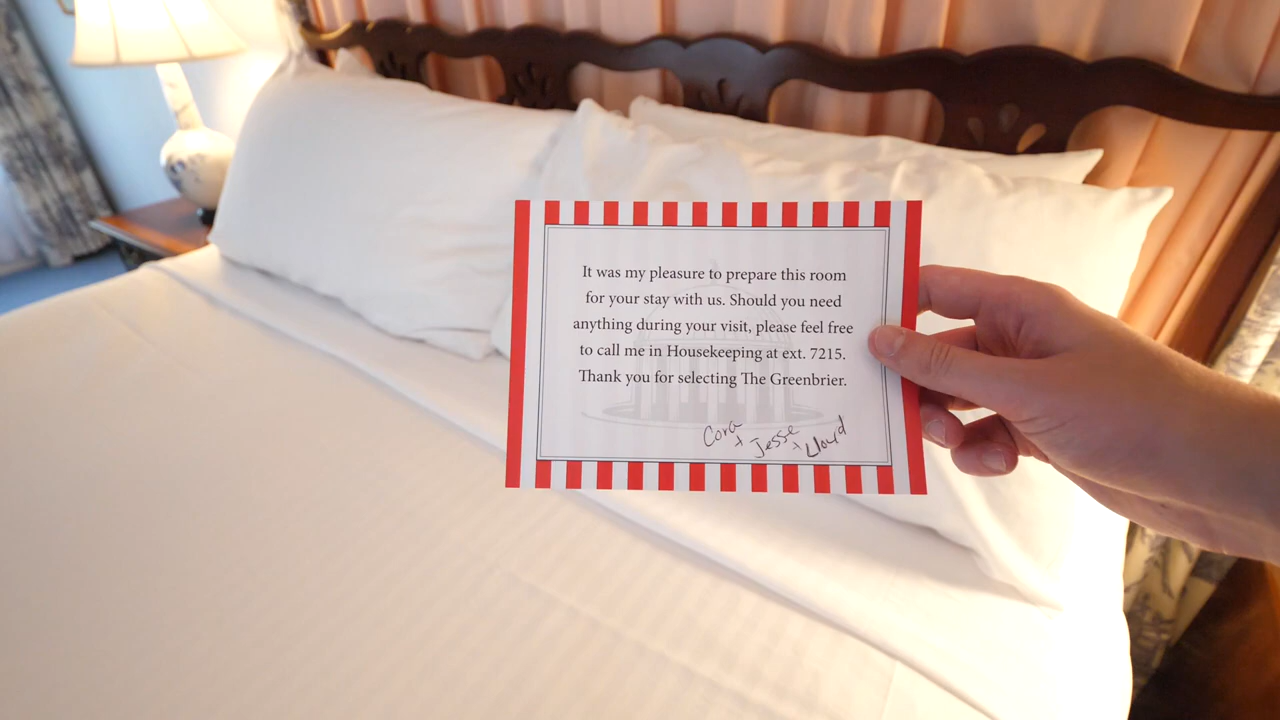 It was my pleasure to prepare this room
for your stay with us. Should you need
anything during your visit, please feel free
to call me in Housekeeping at ext. 7215.
Thank you for selecting The Greenbrier.
Cora + Jesse + Lloyd